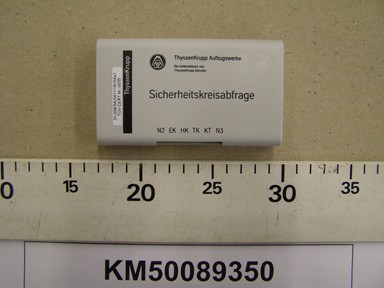 ThyssenKrupp Aufzugswerke
Ein Unternehmen von
ThyssenKrupp Elevator
ThyssenKrupp
Sicherheitskreisabfrage
N2 EK HK TK KT N3
0 15 20 25 10 30 35
KM50089350